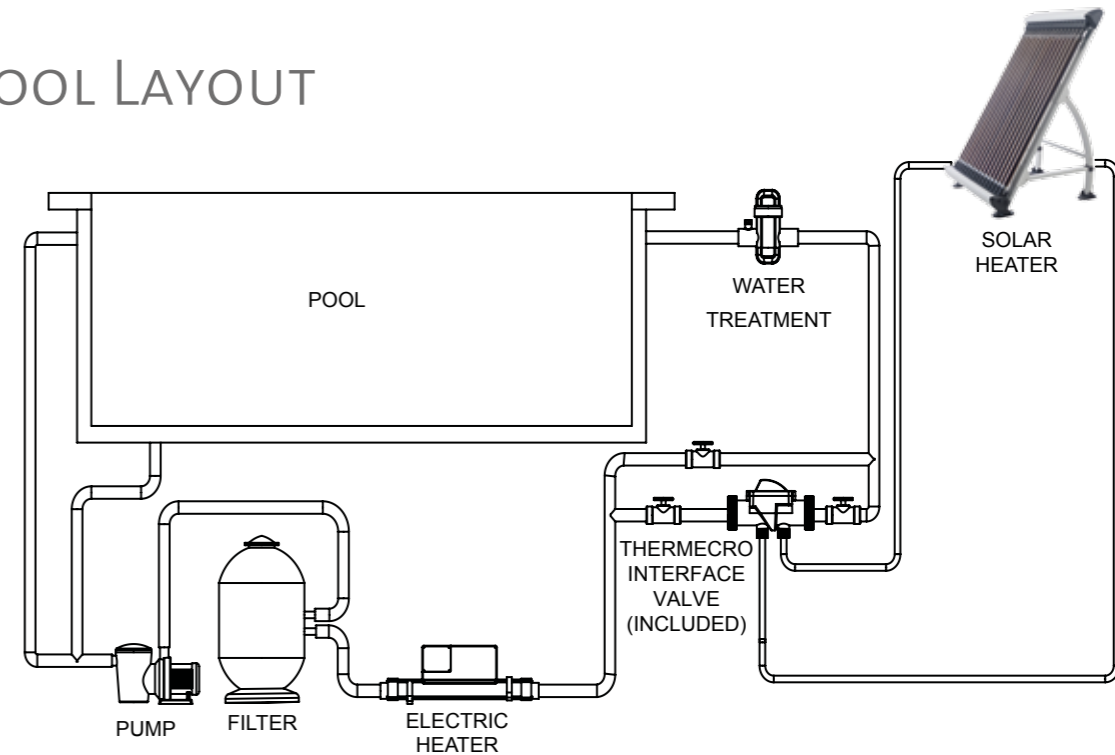 OOL LAYOUT
SOLAR
HEATER
WATER
TREATMENT
POOL
THERMECRO
INTERFACE
VALVE
(INCLUDED)
PUMP
FILTER
ELECTRIC
HEATER